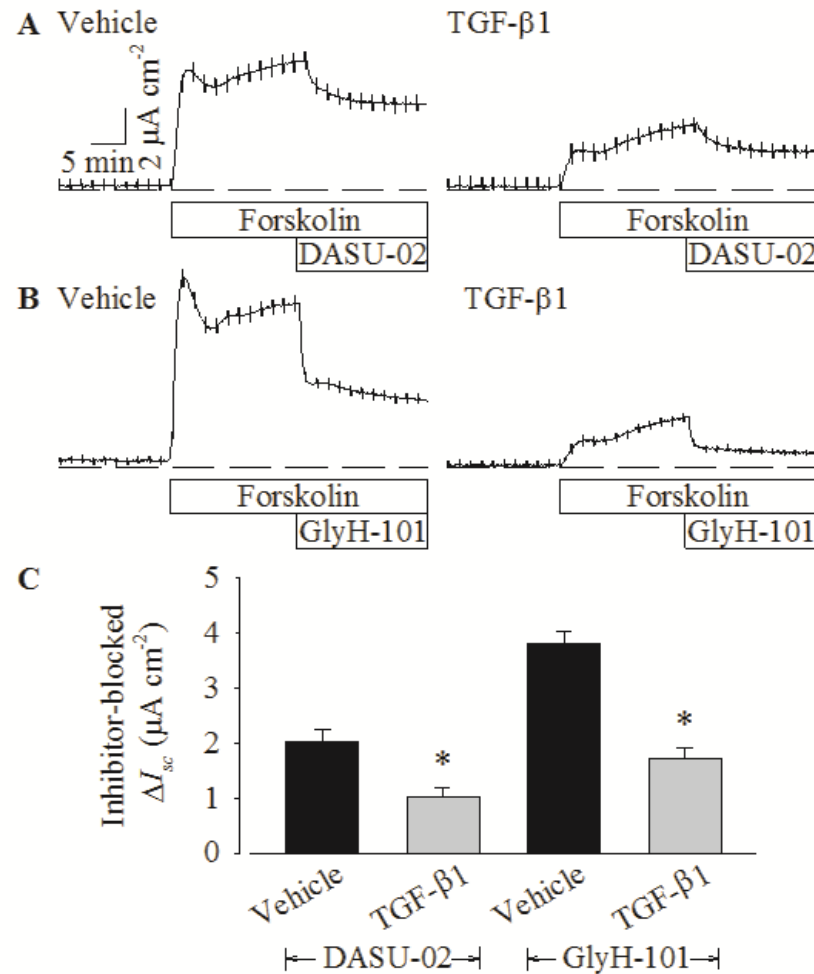 A Vehicle TGF-β1
2 μA cm-2
5 min
Forskolin Forskolin
DASU-02 DASU-02
B Vehicle TGF-β1
Forskolin Forskolin
GlyH-101 GlyH-101
C
Inhibitor-blocked
ΔIsc (μA cm-2)
5
4
3
2
1
0
* *
Vehicle TGF-β1 Vehicle TGF-β1
DASU-02 GlyH-101